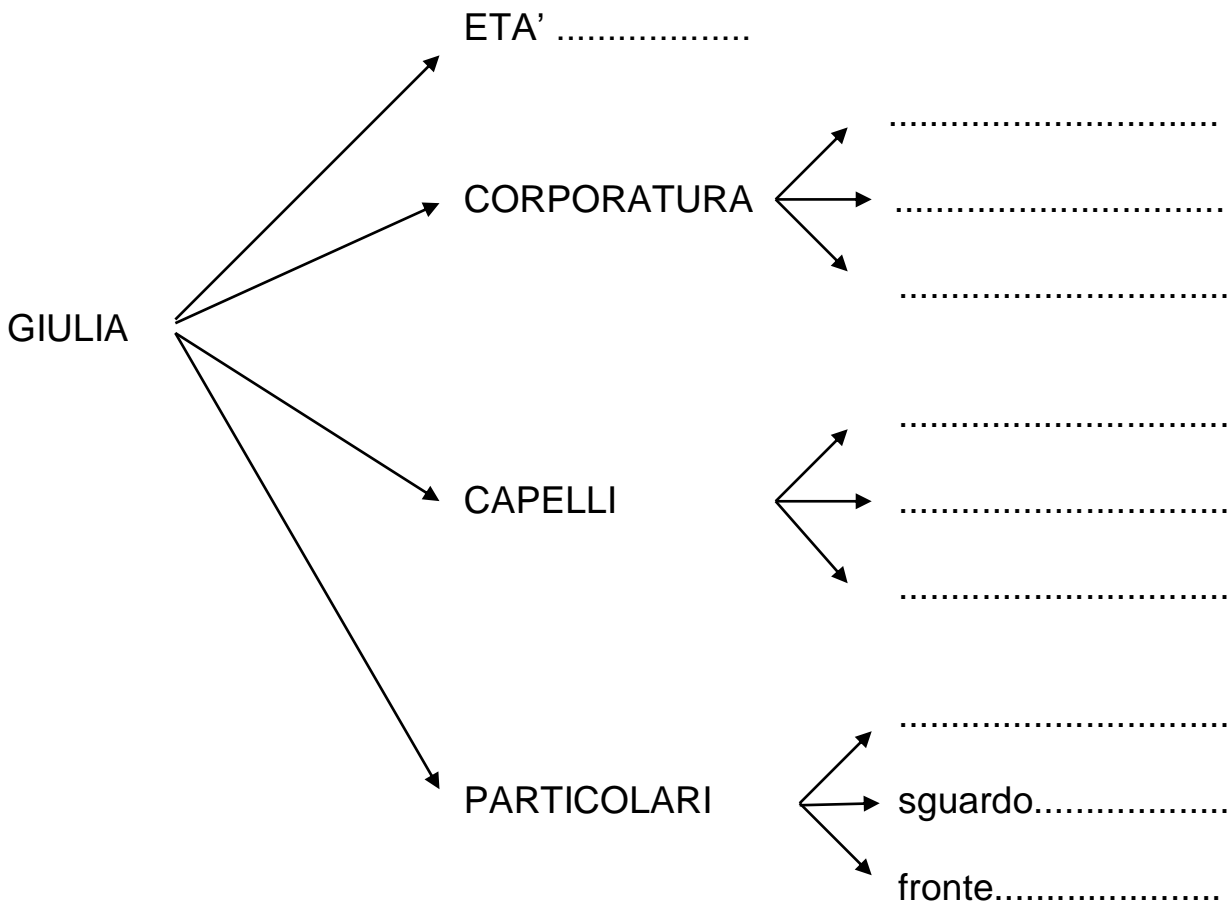 ETA’ ...................
................................
CORPORATURA
................................
................................
GIULIA
................................
CAPELLI
................................
................................
................................
PARTICOLARI
sguardo...................
fronte......................